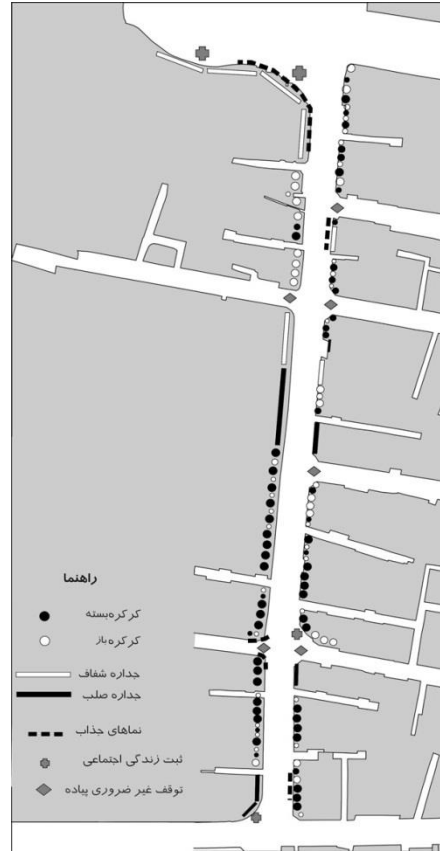 راهنما
کرکره‌بسته
کرکره‌باز
جداره شفاف
جداره صلب
نماهای جذاب
ثبت زندگی اجتماعی
توقف غیر ضروری پیاده